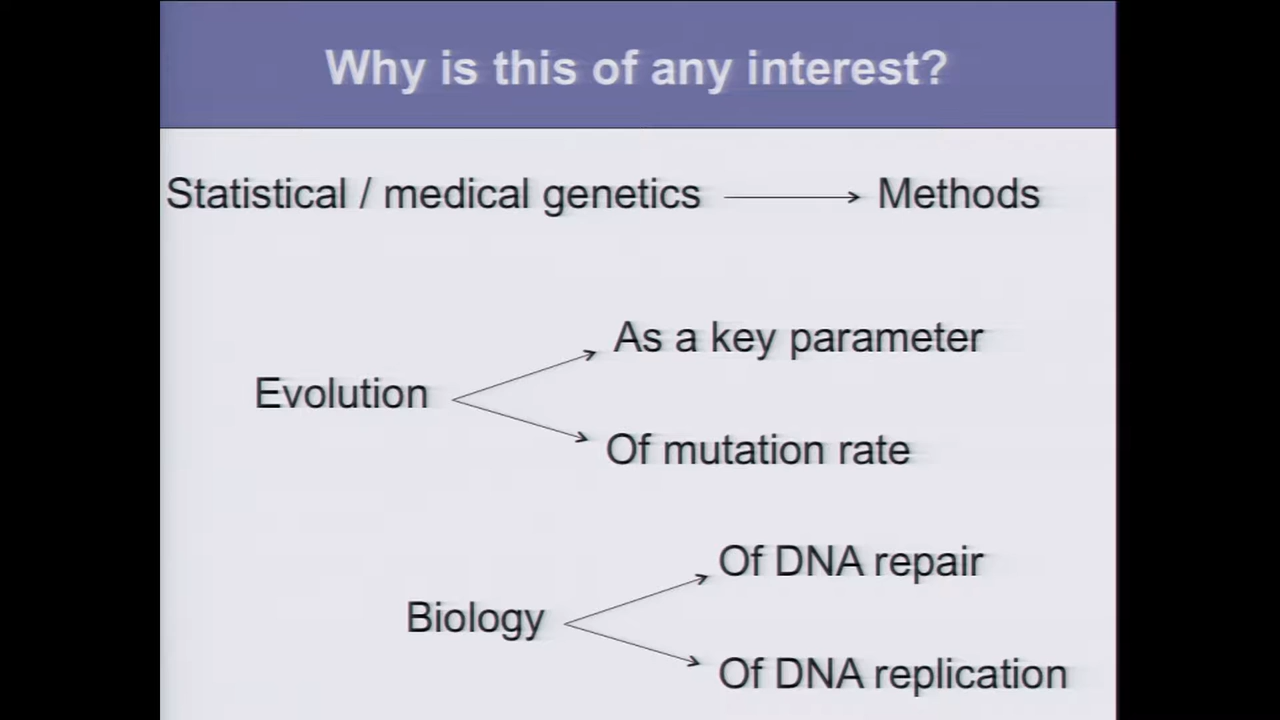 Why is this of any interest?
Statistical / medical genetics
Methods
As a key parameter
Evolution
Of mutation rate
Of DNA repair
Biology
Of DNA replication